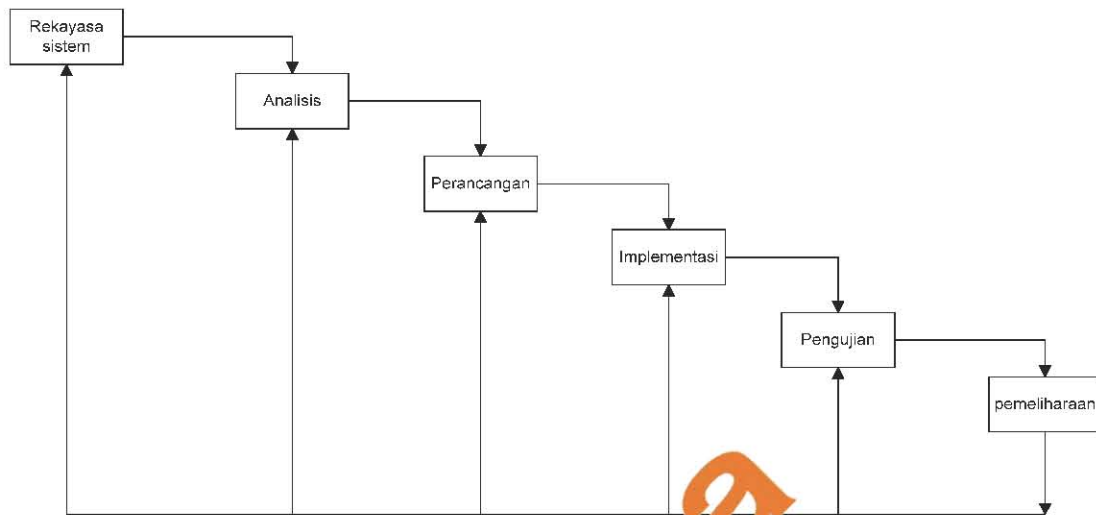 Rekayasa
sistem
Analisis
Perancangan
Implementasi
Pengujian
pemeliharaan